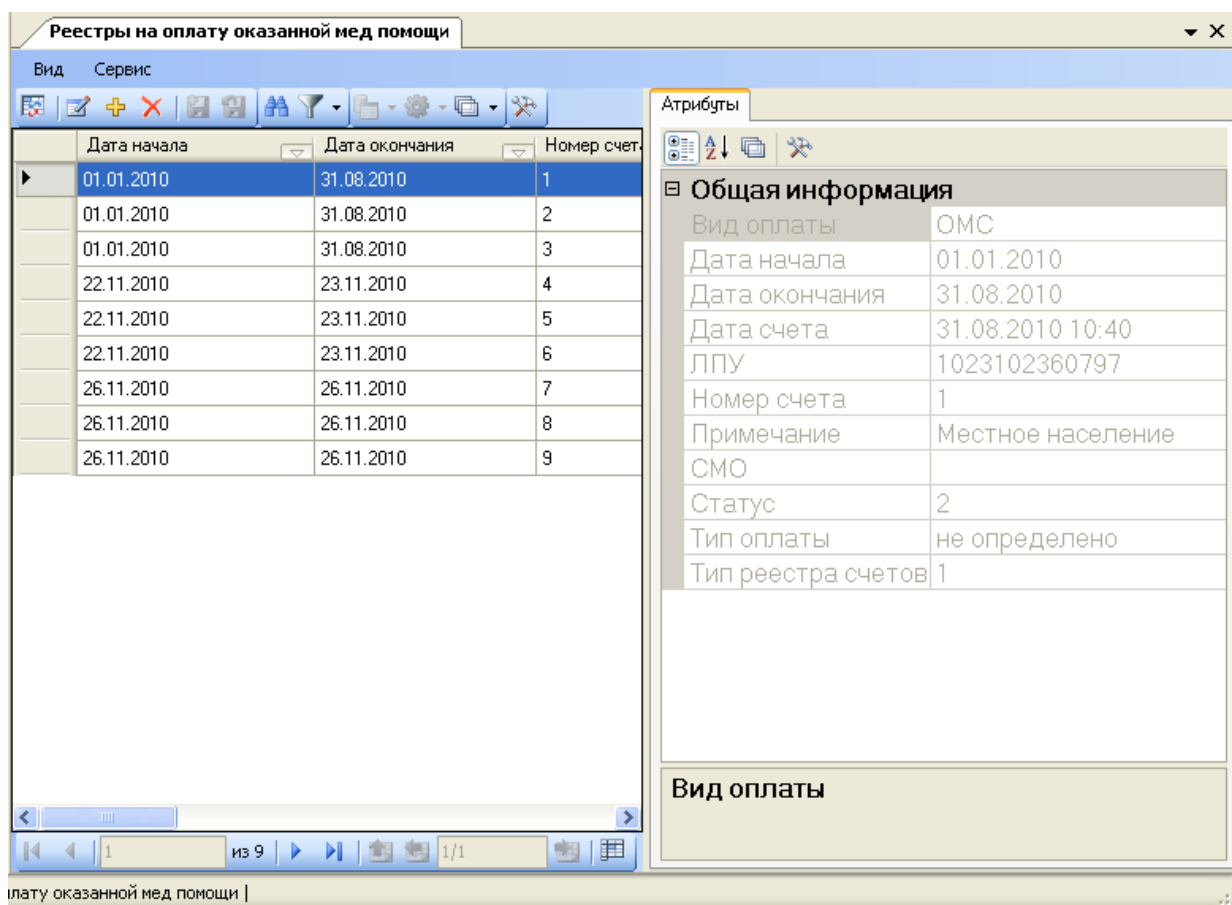 Реестры на оплату оказанной мед помощи
Вид Сервис
Атрибуты
Дата начала Дата окончания Номер счет
01.01.2010 31.08.2010 1
01.01.2010 31.08.2010 2
01.01.2010 31.08.2010 3
22.11.2010 23.11.2010 4
22.11.2010 23.11.2010 5
22.11.2010 23.11.2010 6
26.11.2010 26.11.2010 7
26.11.2010 26.11.2010 8
26.11.2010 26.11.2010 9
1 из 9 1/1
Общая информация
Вид оплаты ОМС
Дата начала 01.01.2010
Дата окончания 31.08.2010
Дата счета 31.08.2010 10:40
ЛПУ 1023102360797
Номер счета 1
Примечание Местное население
СМО
Статус 2
Тип оплаты не определено
Тип реестра счетов 1
Вид оплаты
лату оказанной мед помощи |